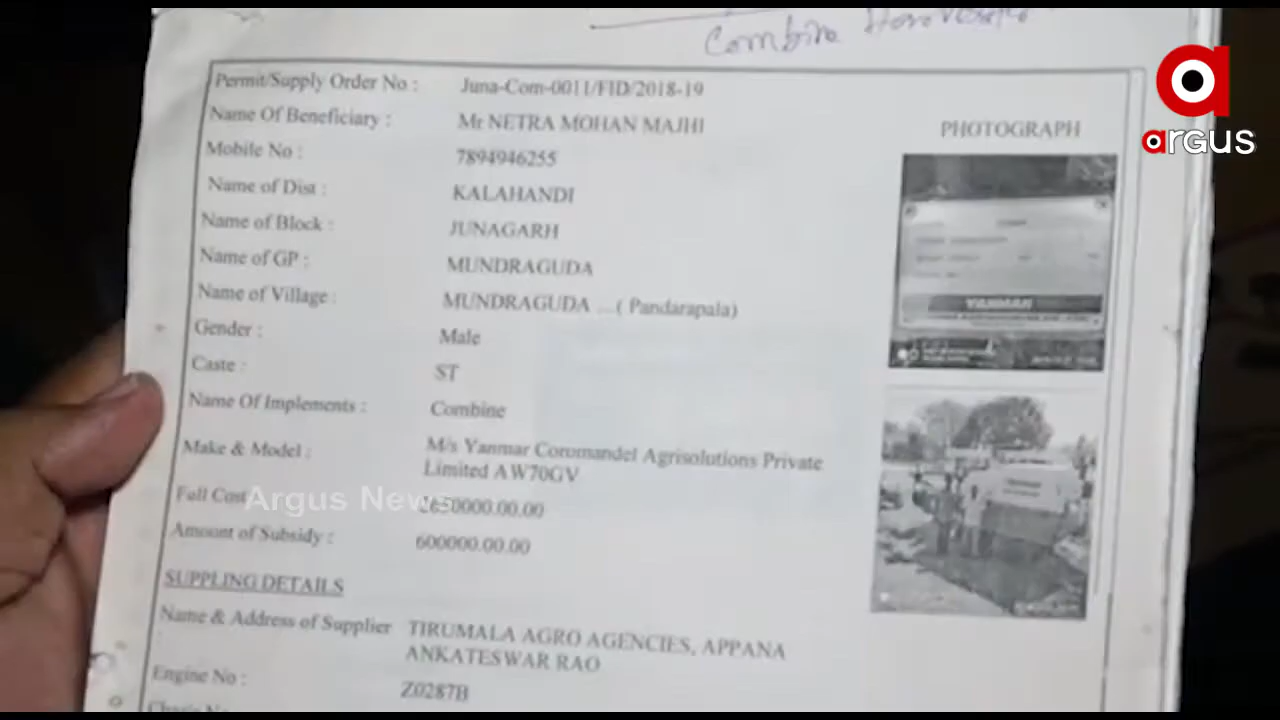 Combine Harvester
argus
Permit/Supply Order No : Juna-Com-0011/FID/2018-19
Name Of Beneficiary : Mr NETRA MOHAN MAJHI
PHOTOGRAPH
Mobile No : 7894946255
Name of Dist : KALAHANDI
Name of Block : JUNAGARH
Name of GP : MUNDRAGUDA
Name of Village : MUNDRAGUDA ...( Pandarapala)
YANMAR
Gender : Male
Caste : ST
Name Of Implements : Combine
Make & Model : M/s Yanmar Coromandel Agrisolutions Private
Limited AW70GV
Full Cost 2650000.00.00
Argus News
Amount of Subsidy : 600000.00.00
SUPPLING DETAILS
Name & Address of Supplier TIRUMALA AGRO AGENCIES, APPANA
ANKATESWAR RAO
:
Engine No : Z0287B